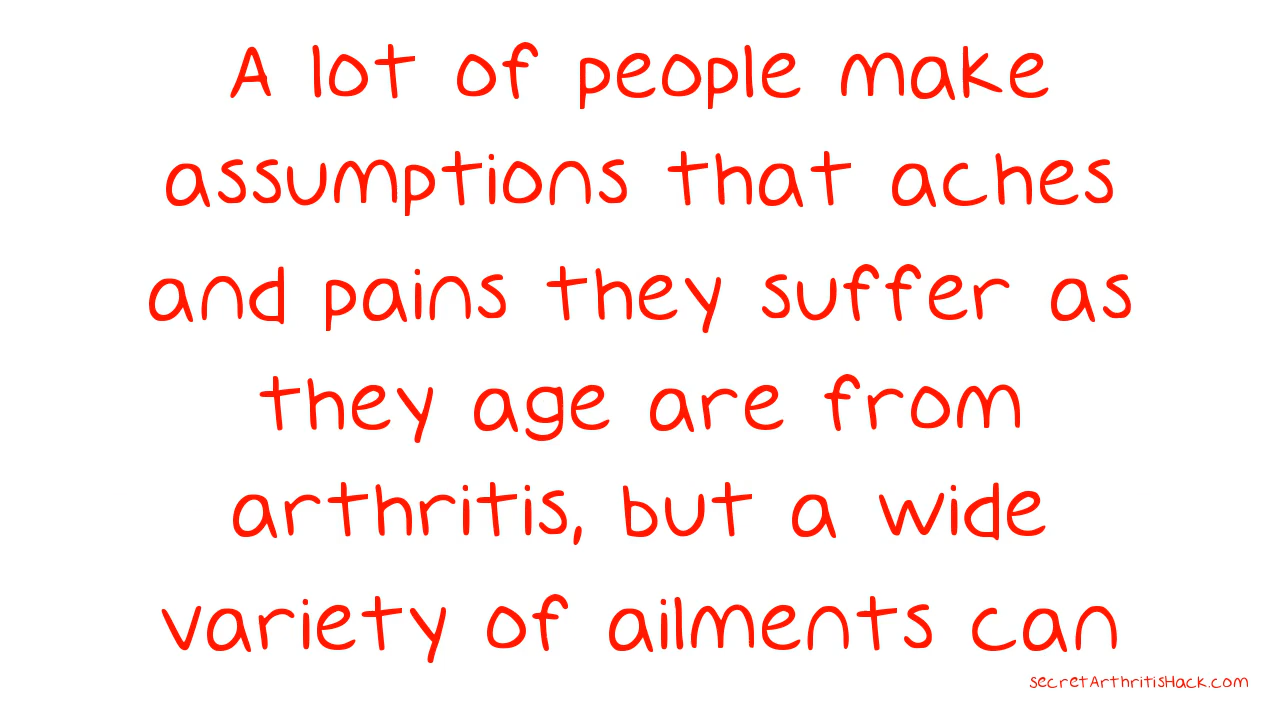 A lot of people make
assumptions that aches
and pains they suffer as
they age are from
arthritis, but a wide
variety of ailments can
secretArthritisHack.com